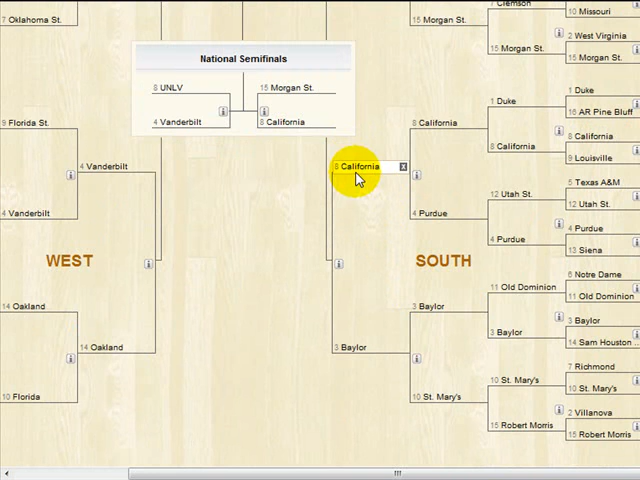 7 Oklahoma St.
15 Morgan St.
7 Clemson
10 Missouri
2 West Virginia
15 Morgan St.
15 Morgan St.
National Semifinals
8 UNLV
15 Morgan St.
4 Vanderbilt
8 California
1 Duke
16 AR Pine Bluff
1 Duke
8 California
9 Louisville
8 California
9 Florida St.
8 California
4 Vanderbilt
8 California
X
5 Texas A&M
12 Utah St.
12 Utah St.
4 Vanderbilt
4 Purdue
4 Purdue
4 Purdue
13 Siena
WEST
SOUTH
6 Notre Dame
11 Old Dominion
11 Old Dominion
14 Oakland
3 Baylor
3 Baylor
3 Baylor
14 Sam Houston ...
14 Oakland
3 Baylor
7 Richmond
10 St. Mary's
10 St. Mary's
10 Florida
10 St. Mary's
2 Villanova
15 Robert Morris
15 Robert Morris